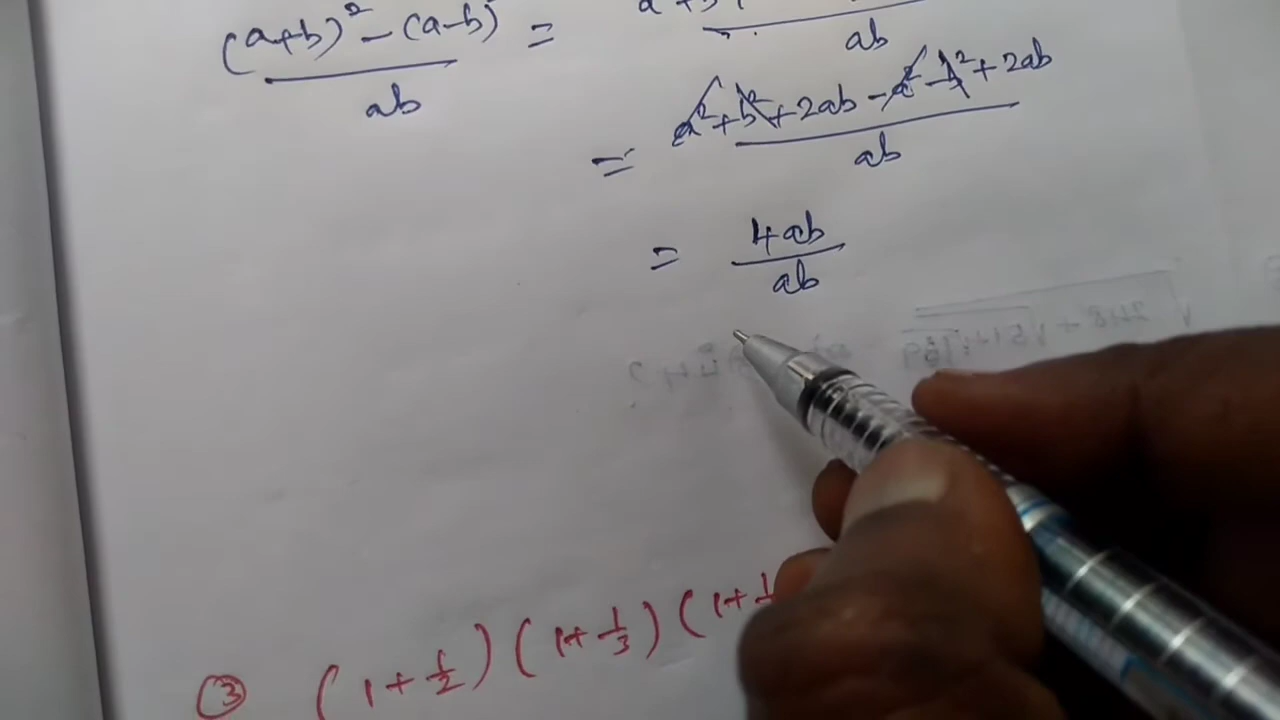 (a+b)² - (a-b)² / ab =
ab
= a²+b²+2ab - a² - b² + 2ab / ab
= 4ab / ab
③ (1+1/2)(1+1/3)(1+